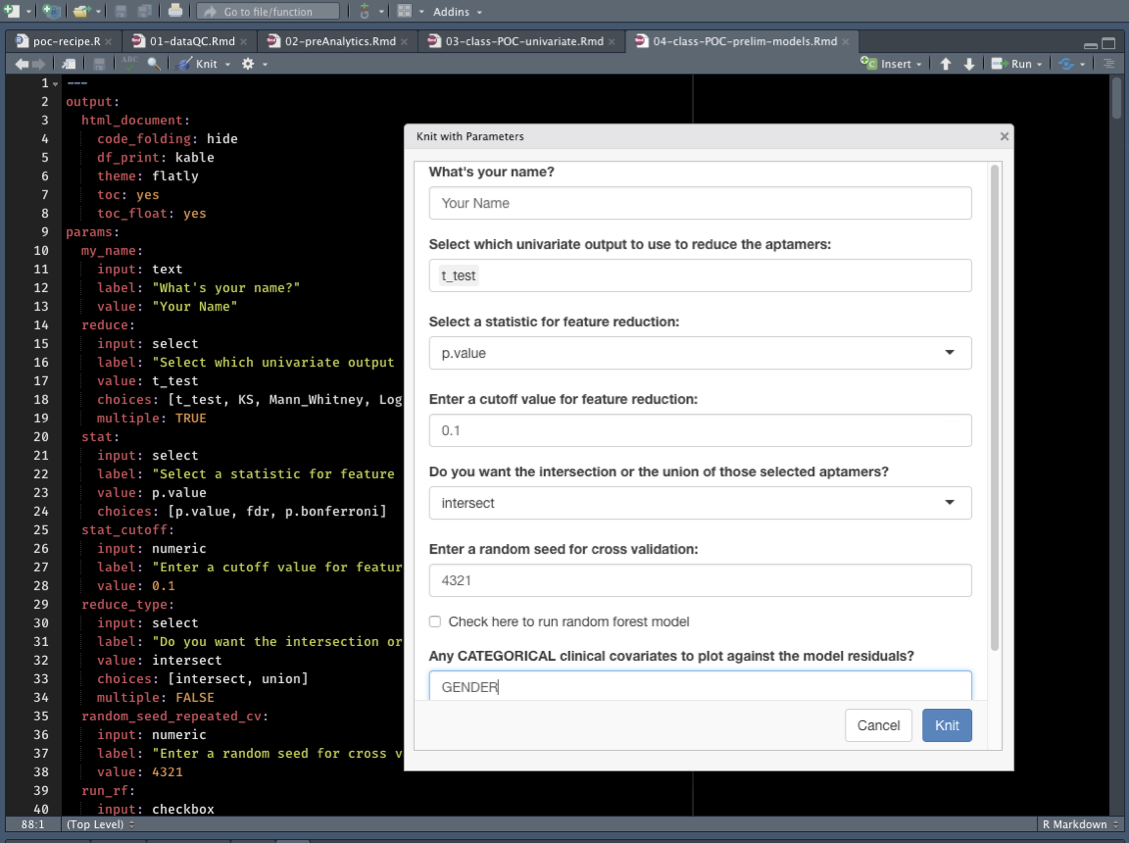 Go to file/function
Addins
poc-recipe.R
01-dataQC.Rmd
02-preAnalytics.Rmd
03-class-POC-univariate.Rmd
04-class-POC-prelim-models.Rmd
ABC
Knit
Insert
Run
1 ---
2 output:
3 html_document:
4 code_folding: hide
5 df_print: kable
6 theme: flatly
7 toc: yes
8 toc_float: yes
9 params:
10 my_name:
11 input: text
12 label: "What's your name?"
13 value: "Your Name"
14 reduce:
15 input: select
16 label: "Select which univariate output
17 value: t_test
18 choices: [t_test, KS, Mann_Whitney, Log
19 multiple: TRUE
20 stat:
21 input: select
22 label: "Select a statistic for feature
23 value: p.value
24 choices: [p.value, fdr, p.bonferroni]
25 stat_cutoff:
26 input: numeric
27 label: "Enter a cutoff value for featur
28 value: 0.1
29 reduce_type:
30 input: select
31 label: "Do you want the intersection or
32 value: intersect
33 choices: [intersect, union]
34 multiple: FALSE
35 random_seed_repeated_cv:
36 input: numeric
37 label: "Enter a random seed for cross v
38 value: 4321
39 run_rf:
40 input: checkbox
88:1 (Top Level)
R Markdown
Knit with Parameters
What's your name?
Your Name
Select which univariate output to use to reduce the aptamers:
t_test
Select a statistic for feature reduction:
p.value
Enter a cutoff value for feature reduction:
0.1
Do you want the intersection or the union of those selected aptamers?
intersect
Enter a random seed for cross validation:
4321
Check here to run random forest model
Any CATEGORICAL clinical covariates to plot against the model residuals?
GENDER
Cancel
Knit